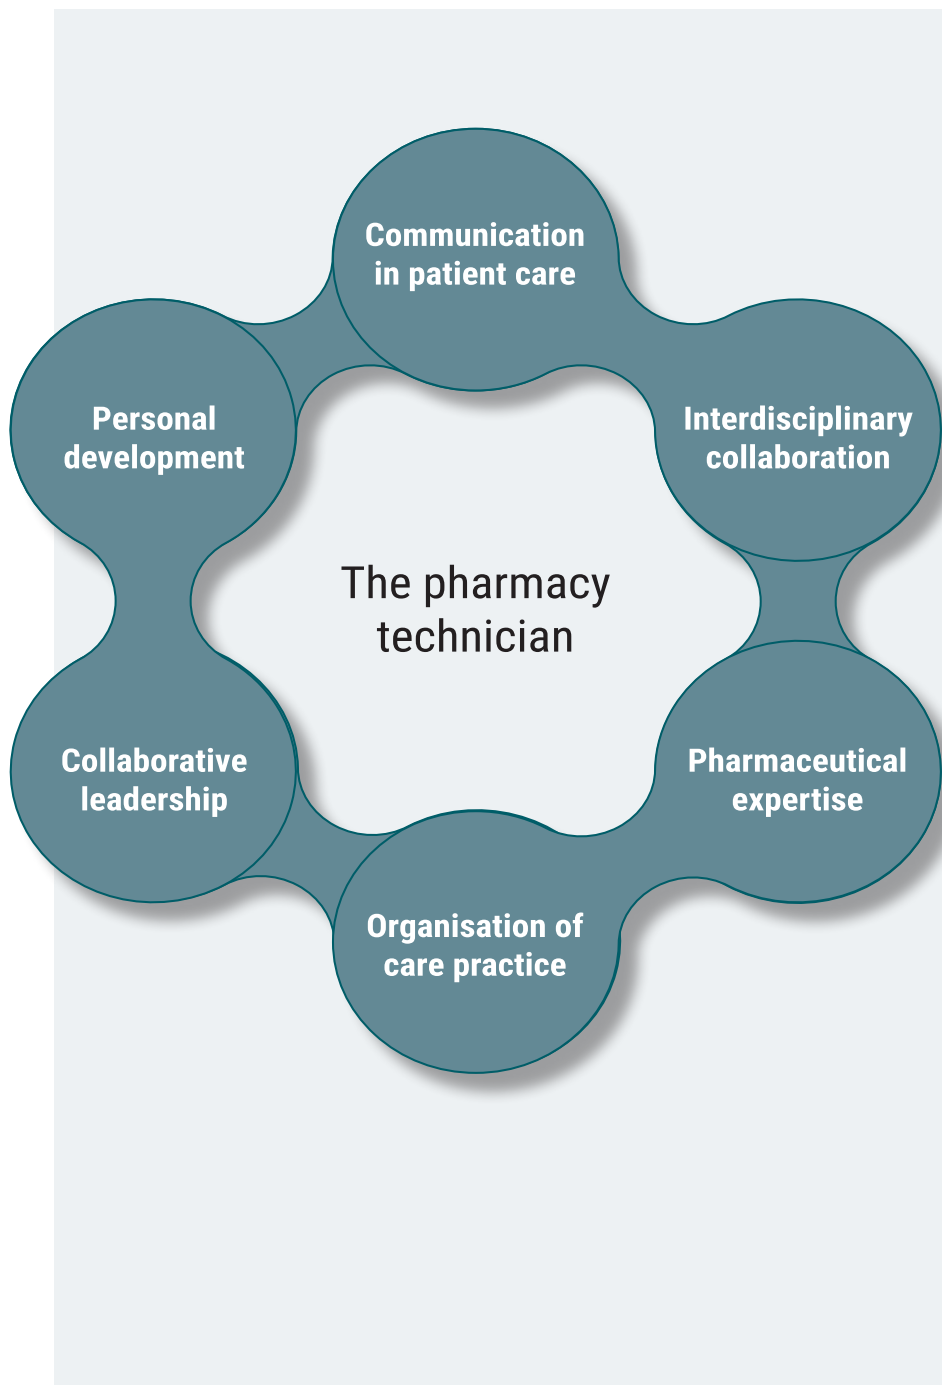 Communication
in patient care
Personal
development
Interdisciplinary
collaboration
The pharmacy
technician
Collaborative
leadership
Pharmaceutical
expertise
Organisation of
care practice